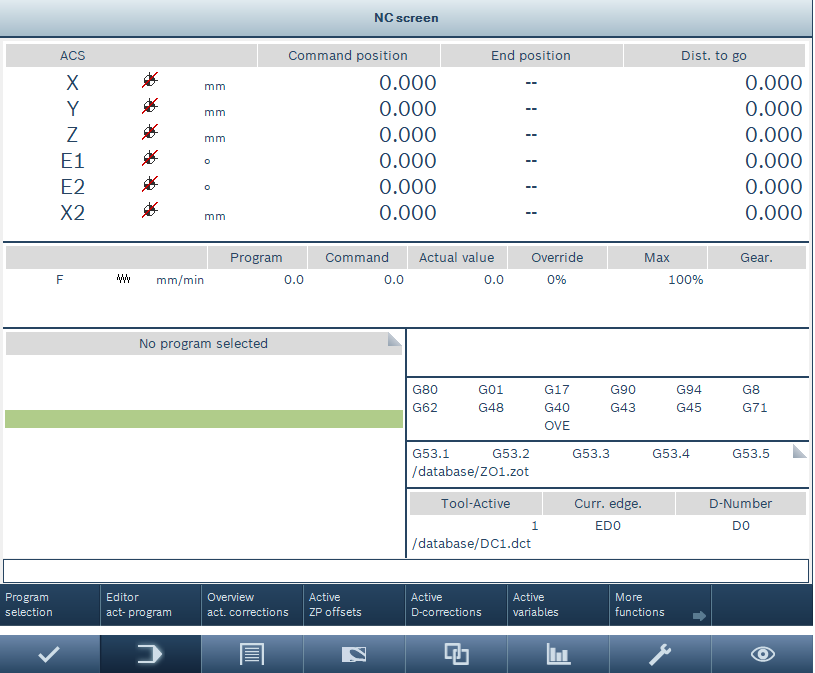 NC screen
ACS Command position End position Dist. to go
X mm 0.000 -- 0.000
Y mm 0.000 -- 0.000
Z mm 0.000 -- 0.000
E1 ° 0.000 -- 0.000
E2 ° 0.000 -- 0.000
X2 mm 0.000 -- 0.000
Program Command Actual value Override Max Gear.
F mm/min 0.0 0.0 0.0 0% 100%
No program selected
G80 G01 G17 G90 G94 G8
G62 G48 G40 G43 G45 G71
OVE
G53.1 G53.2 G53.3 G53.4 G53.5
/database/ZO1.zot
Tool-Active Curr. edge. D-Number
1 ED0 D0
/database/DC1.dct
Program selection
Editor act- program
Overview act. corrections
Active ZP offsets
Active D-corrections
Active variables
More functions